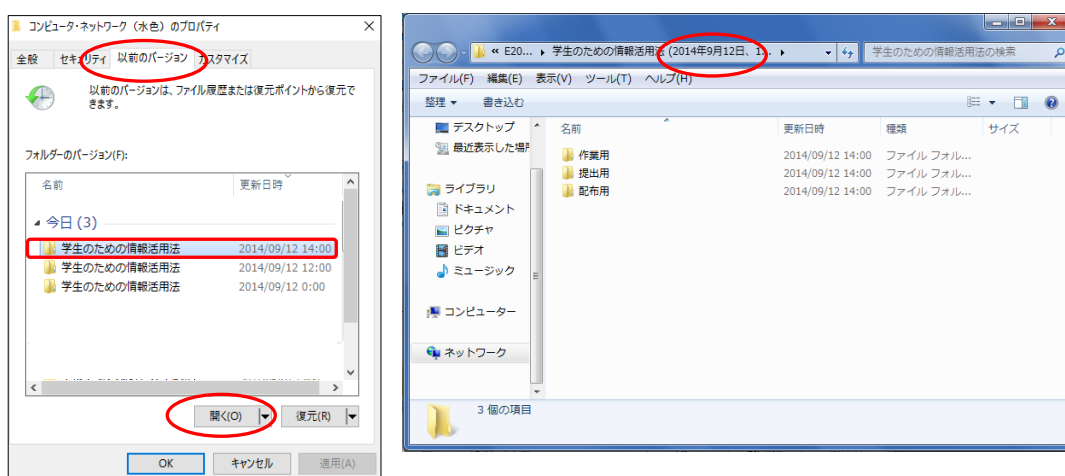 コンピュータ・ネットワーク（水色）のプロパティ
全般 セキュリティ 以前のバージョン カスタマイズ
以前のバージョンは、ファイル履歴または復元ポイントから復元で
きます。
フォルダーのバージョン(F):
名前 更新日時
今日 (3)
学生のための情報活用法 2014/09/12 14:00
学生のための情報活用法 2014/09/12 12:00
学生のための情報活用法 2014/09/12 0:00
開く(O) 復元(R)
OK キャンセル 適用(A)
« E20... 学生のための情報活用法 (2014年9月12日、1... 学生のための情報活用法の検索
ファイル(F) 編集(E) 表示(V) ツール(T) ヘルプ(H)
整理 書き込む
デスクトップ
最近表示した場所
ライブラリ
ドキュメント
ピクチャ
ビデオ
ミュージック
コンピューター
ネットワーク
名前 更新日時 種類 サイズ
作業用 2014/09/12 14:00 ファイル フォル...
提出用 2014/09/12 14:00 ファイル フォル...
配布用 2014/09/12 14:00 ファイル フォル...
3 個の項目